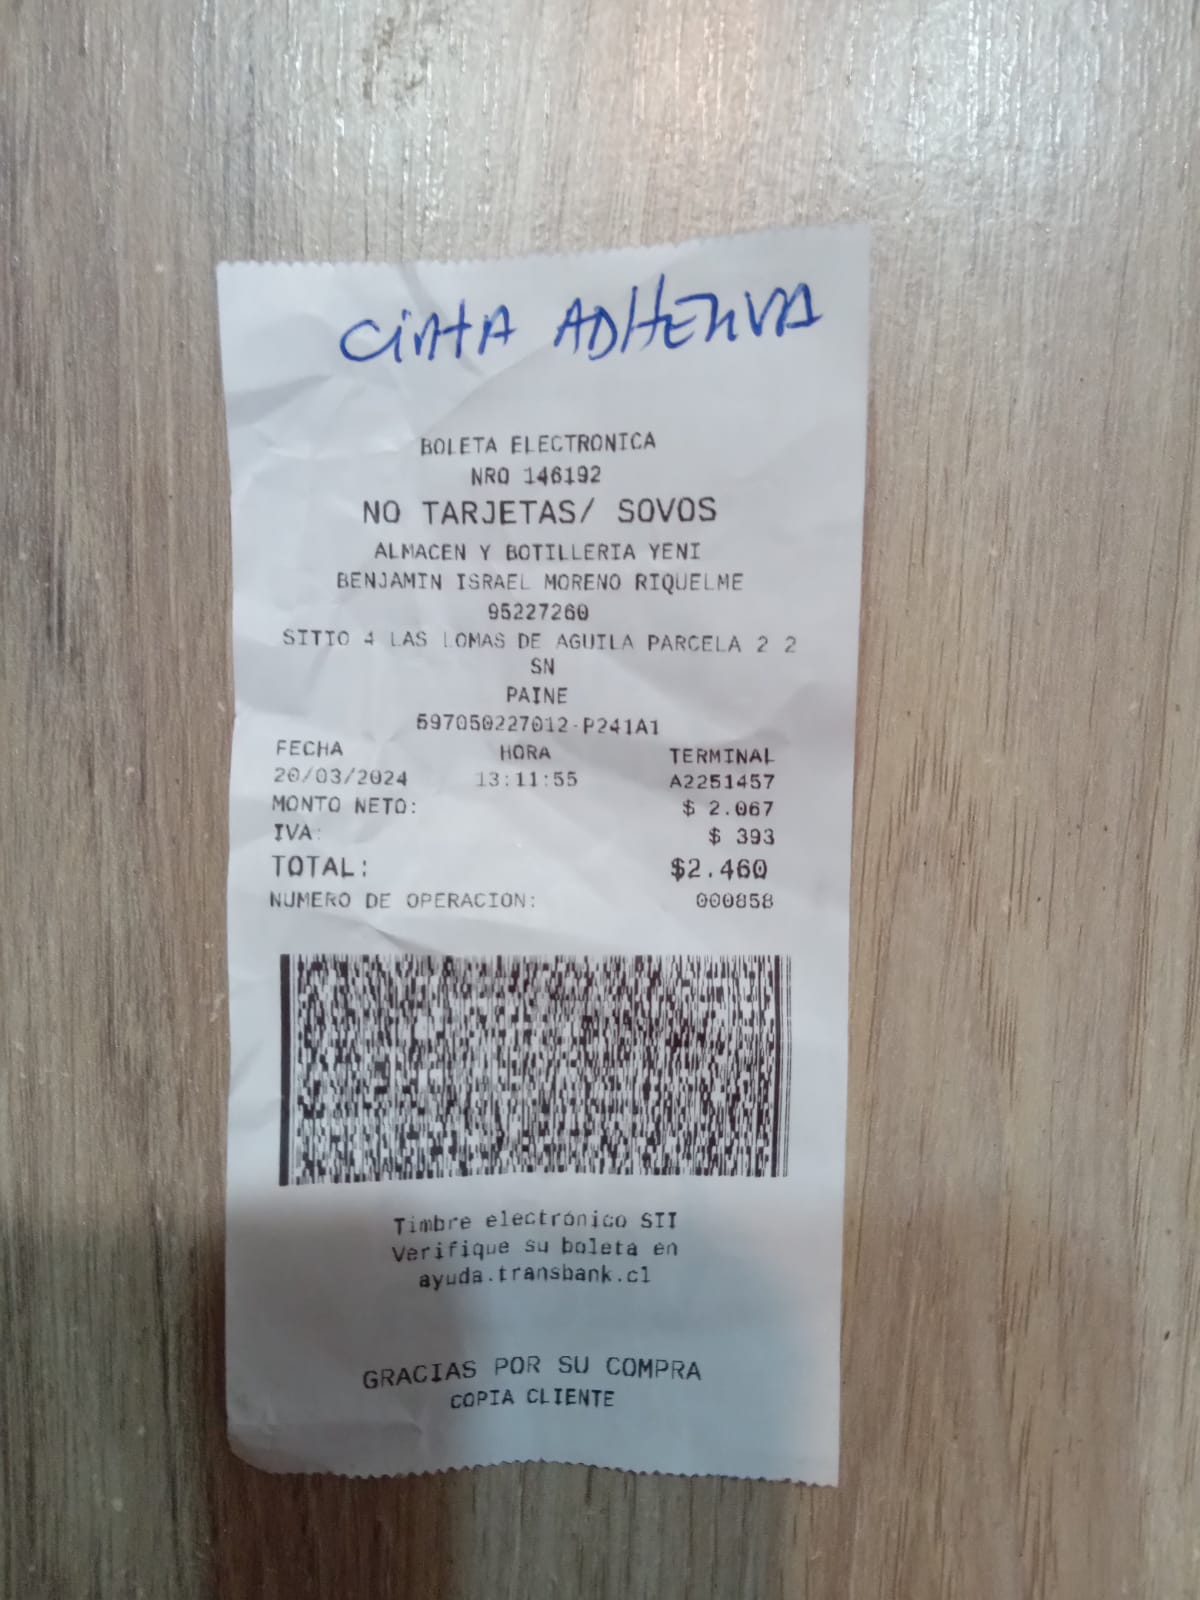 CINTA ADHESIVA
BOLETA ELECTRONICA
NRO 146192
NO TARJETAS/ SOVOS
ALMACEN Y BOTILLERIA YENI
BENJAMIN ISRAEL MORENO RIQUELME
95227260
SITIO 4 LAS LOMAS DE AGUILA PARCELA 2 2
SN
PAINE
597050227012-P241A1
FECHA HORA TERMINAL
20/03/2024 13:11:55 A2251457
MONTO NETO: $ 2.067
IVA: $ 393
TOTAL: $2.460
NUMERO DE OPERACION: 000858
Timbre electrónico SII
Verifique su boleta en
ayuda.transbank.cl
GRACIAS POR SU COMPRA
COPIA CLIENTE